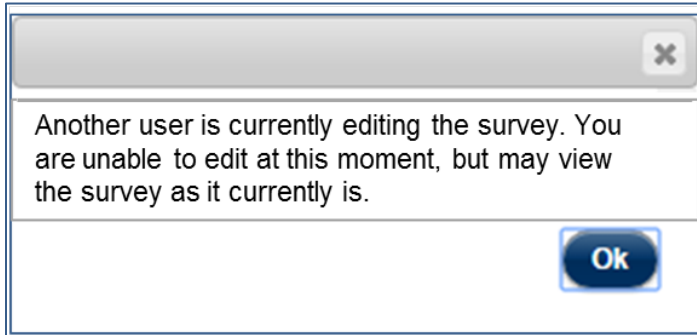 Another user is currently editing the survey. You
are unable to edit at this moment, but may view
the survey as it currently is.
Ok